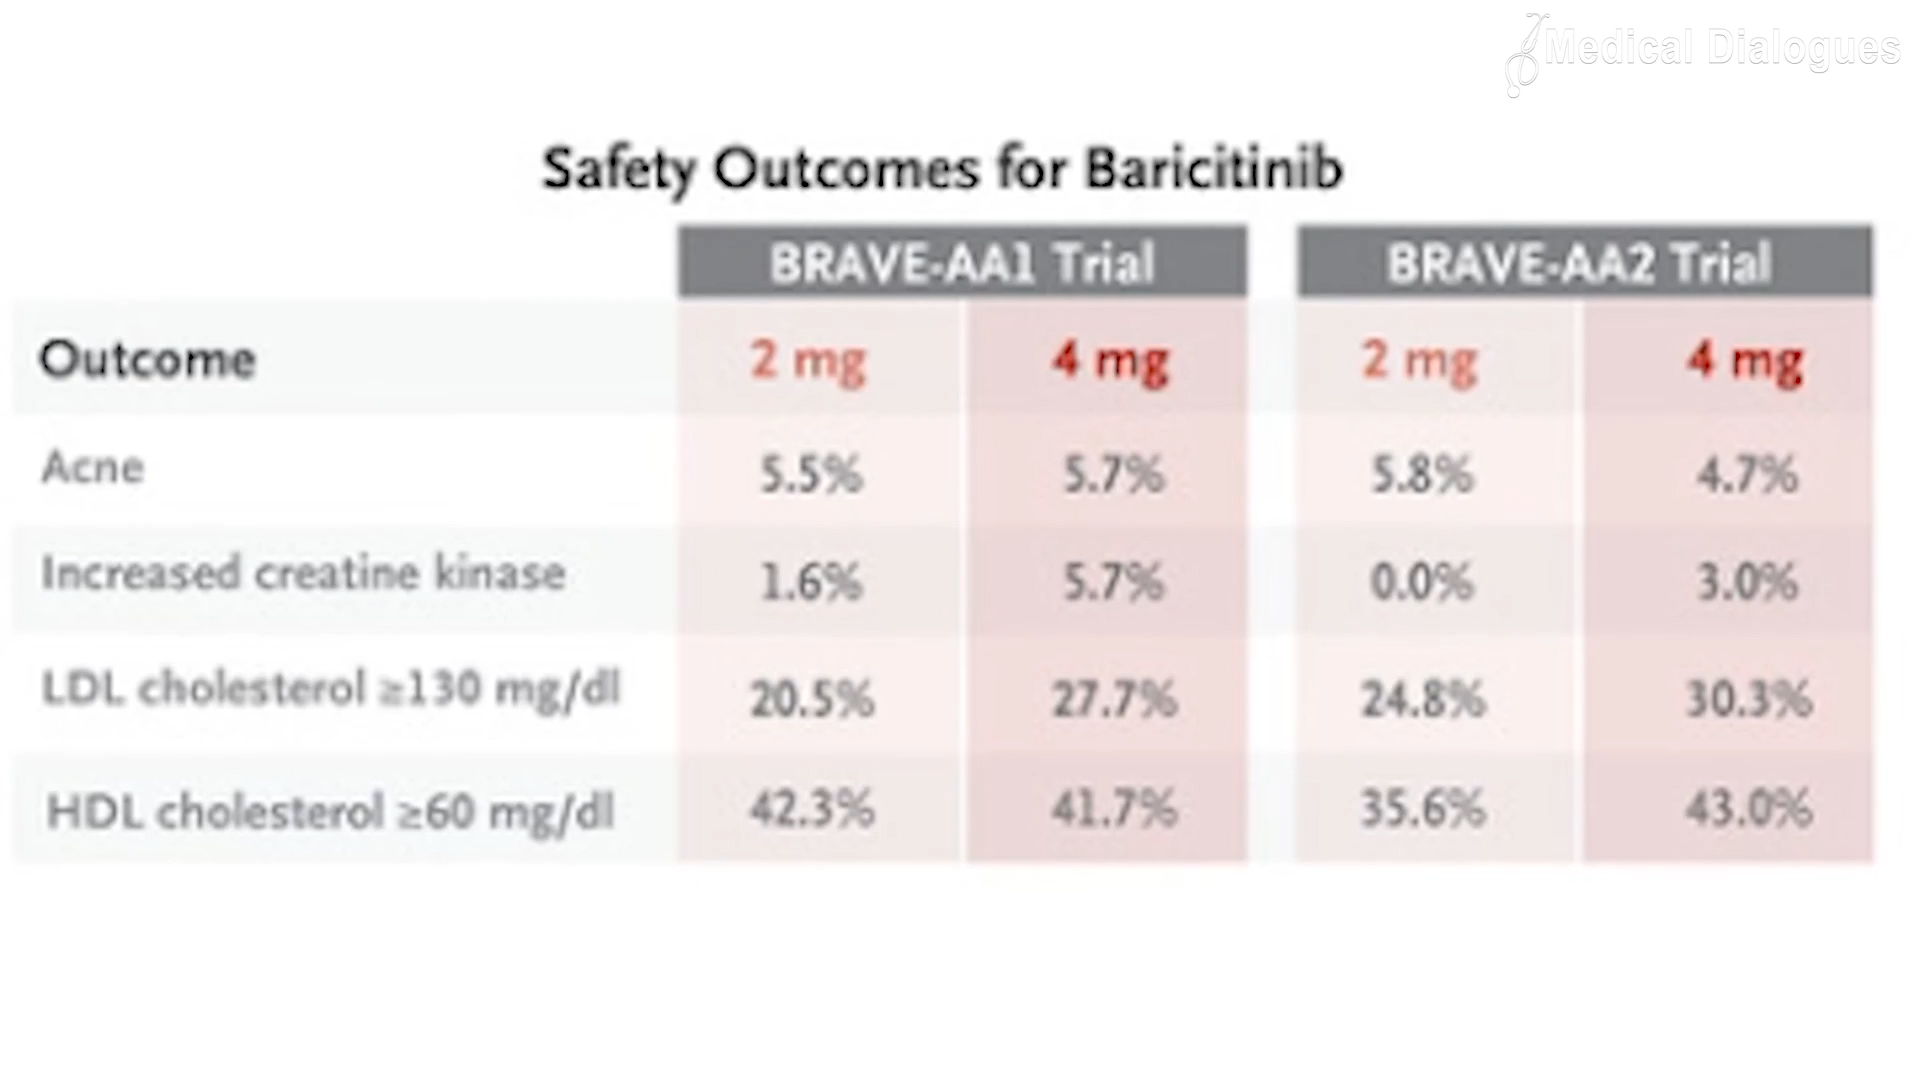 Medical Dialogues
Safety Outcomes for Baricitinib
BRAVE-AA1 Trial BRAVE-AA2 Trial
Outcome 2 mg 4 mg 2 mg 4 mg
Acne 5.5% 5.7% 5.8% 4.7%
Increased creatine kinase 1.6% 5.7% 0.0% 3.0%
LDL cholesterol ≥130 mg/dl 20.5% 27.7% 24.8% 30.3%
HDL cholesterol ≥60 mg/dl 42.3% 41.7% 35.6% 43.0%